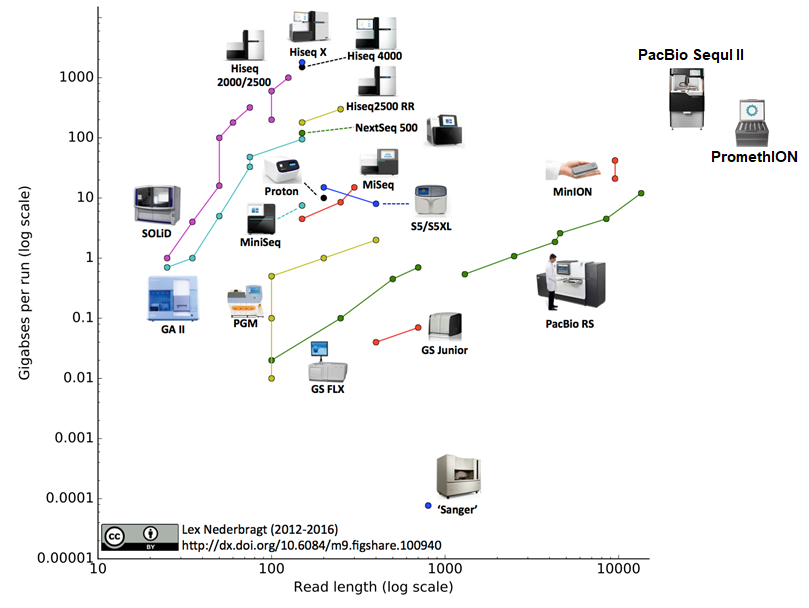 Hiseq X
Hiseq 4000
Hiseq
2000/2500
Hiseq2500 RR
NextSeq 500
PacBio Sequl II
PromethION
MinION
MiSeq
Proton
S5/S5XL
MiniSeq
SOLiD
GA II
PGM
PacBio RS
GS Junior
GS FLX
'Sanger'
1000
100
10
1
0.1
0.01
0.001
0.0001
0.00001
Gigabses per run (log scale)
cc
BY
Lex Nederbragt (2012-2016)
http://dx.doi.org/10.6084/m9.figshare.100940
10
100
1000
10000
Read length (log scale)